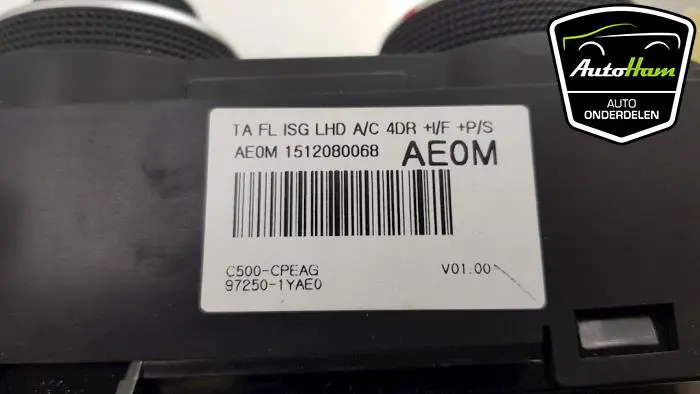 TA FL ISG LHD A/C 4DR +I/F +P/S
AE0M 1512080068 AE0M
C500-CPEAG V01.00
97250-1YAE0
AutoHam
AUTO
ONDERDELEN